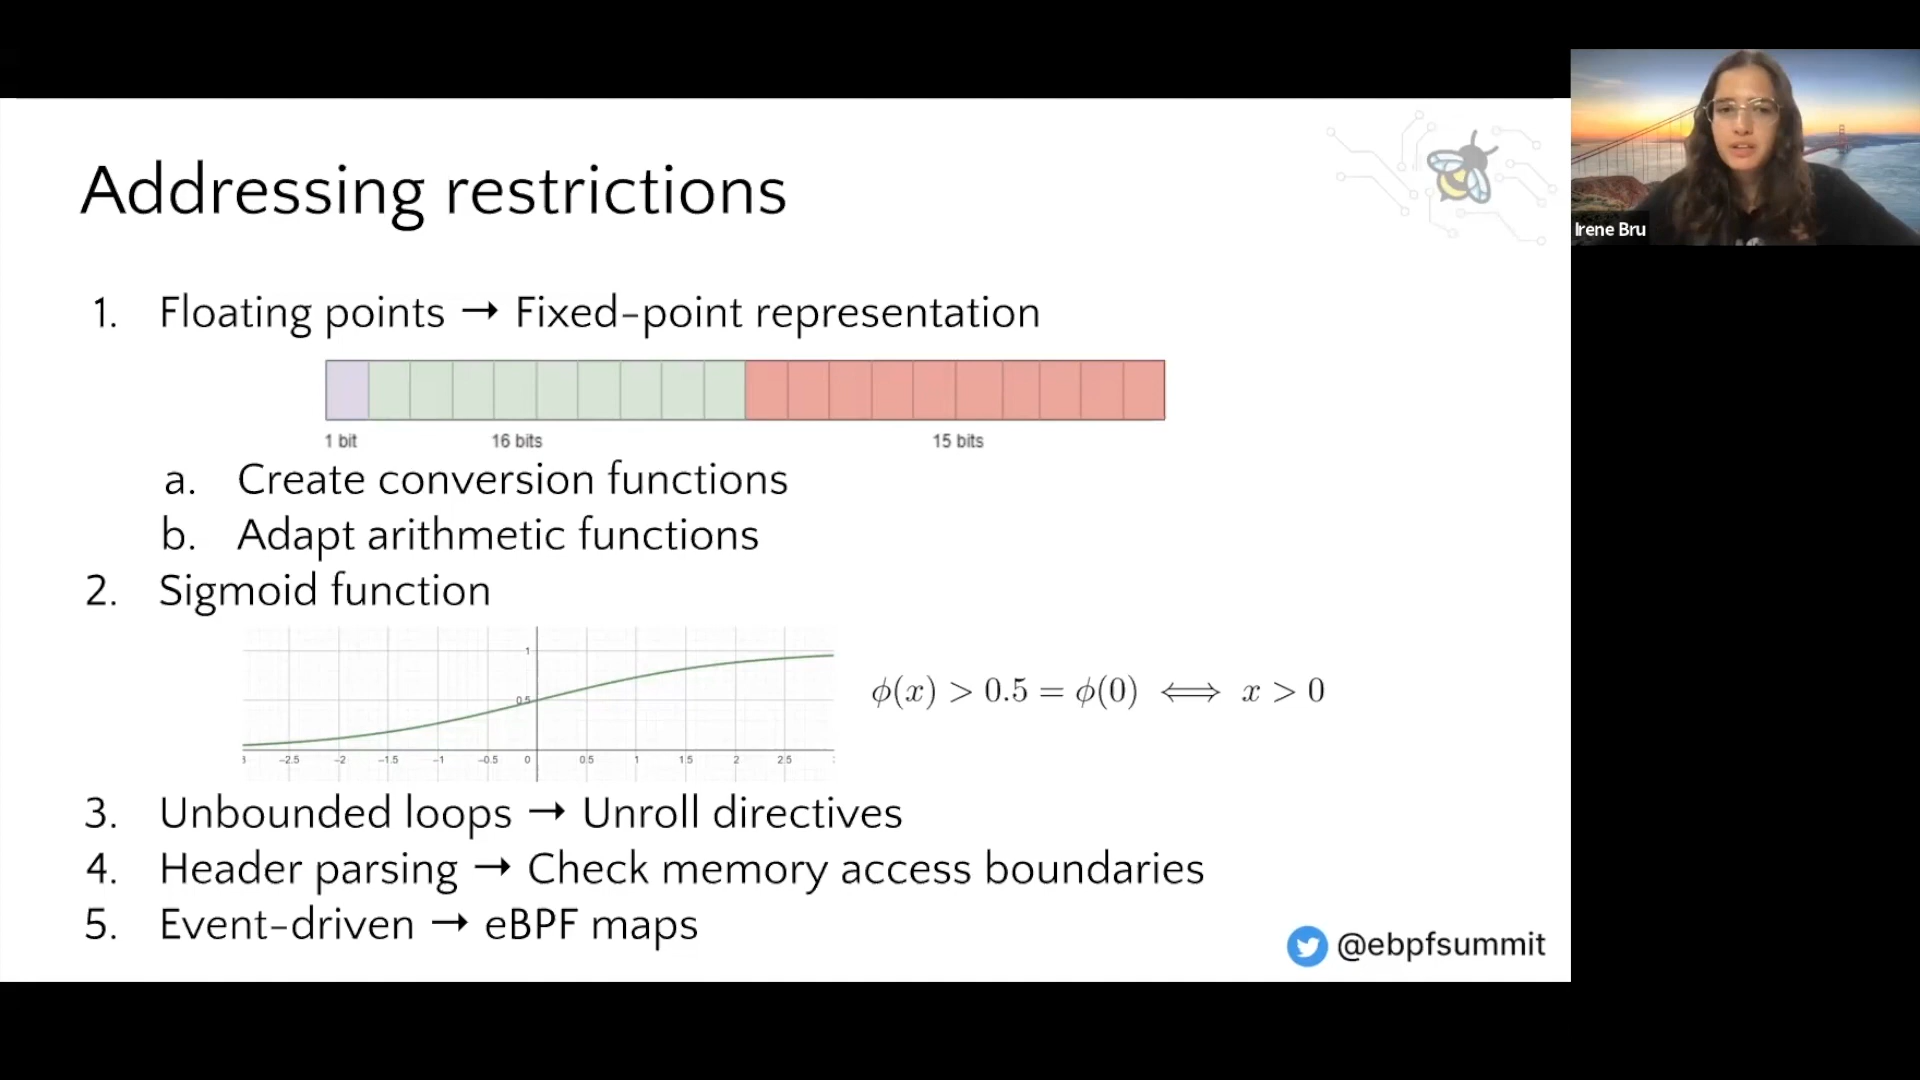 Addressing restrictions
Irene Bru
1. Floating points → Fixed-point representation
1 bit 16 bits 15 bits
a. Create conversion functions
b. Adapt arithmetic functions
2. Sigmoid function
1
0.5
ϕ(x) > 0.5 = ϕ(0) ⟺ x > 0
-2.5 -2 -1.5 -1 -0.5 0 0.5 1 1.5 2 2.5
3. Unbounded loops → Unroll directives
4. Header parsing → Check memory access boundaries
5. Event-driven → eBPF maps
@ebpfsummit